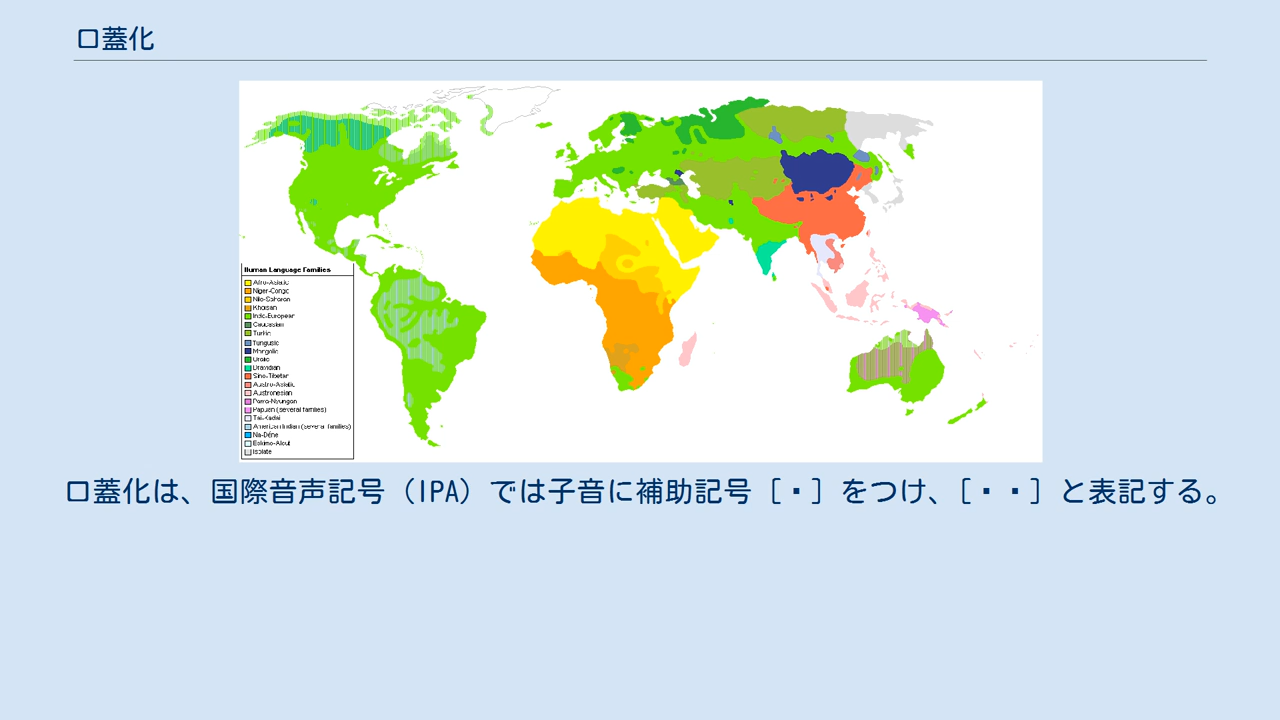 口蓋化
Human Language Families
Afro-Asiatic
Niger-Congo
Nilo-Saharan
Khoisan
Indo-European
Caucasian
Turkic
Tungusic
Mongolic
Uralic
Dravidian
Sino-Tibetan
Austro-Asiatic
Austronesian
Pama-Nyungan
Papuan (several families)
Tai-Kadai
American Indian (several families)
Na-Dené
Eskimo-Aleut
Isolate
口蓋化は、国際音声記号（IPA）では子音に補助記号［・］をつけ、［・・］と表記する。